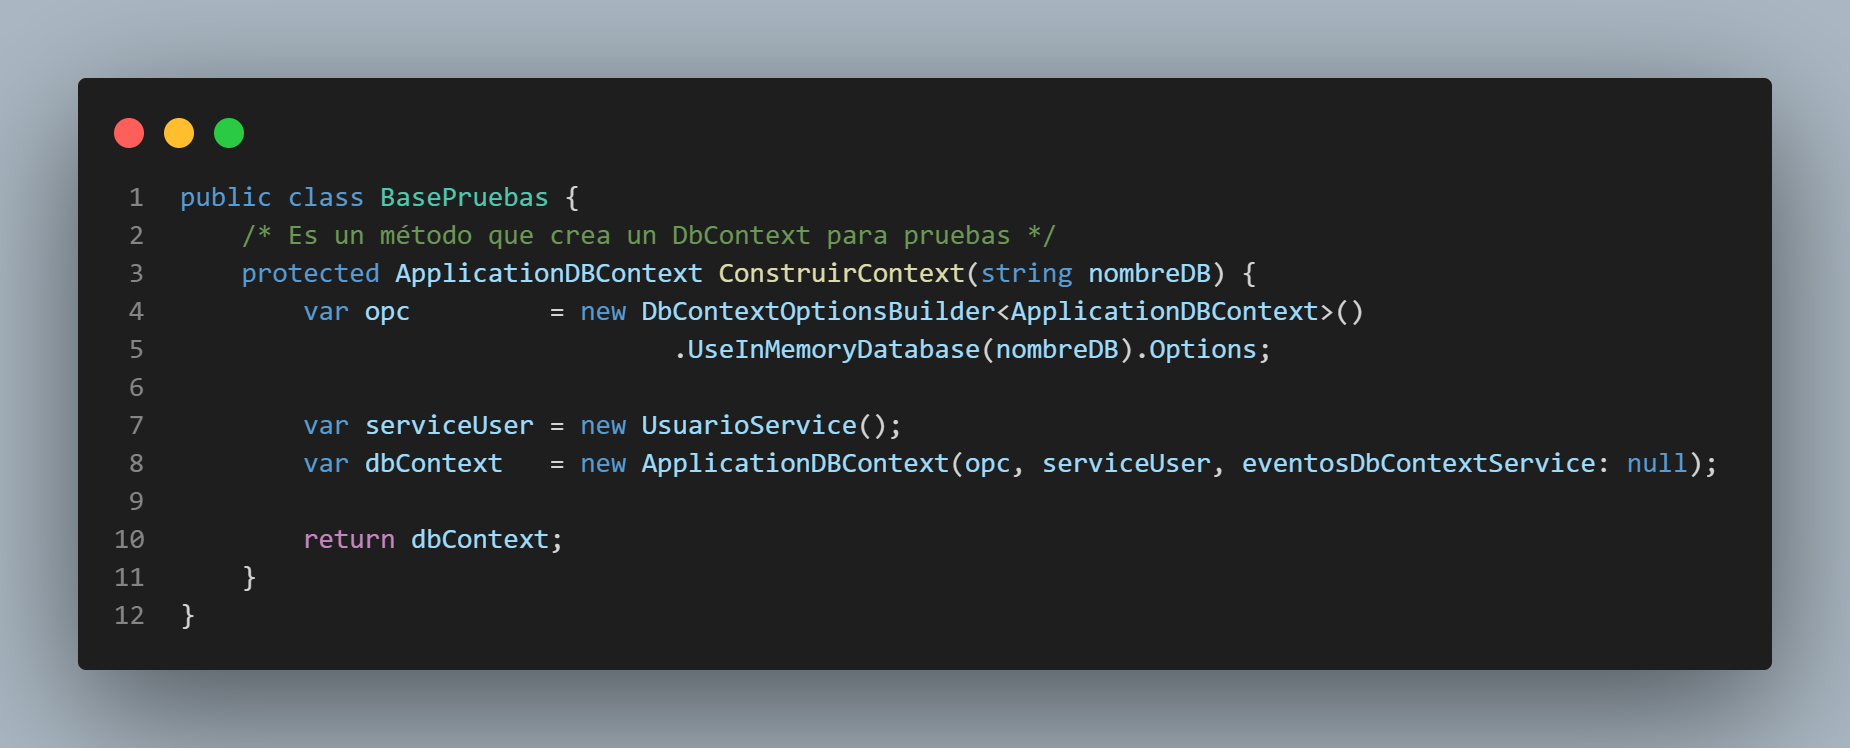 1 public class BasePruebas {
2 /* Es un método que crea un DbContext para pruebas */
3 protected ApplicationDBContext ConstruirContext(string nombreDB) {
4 var opc = new DbContextOptionsBuilder<ApplicationDBContext>()
5 .UseInMemoryDatabase(nombreDB).Options;
6
7 var serviceUser = new UsuarioService();
8 var dbContext = new ApplicationDBContext(opc, serviceUser, eventosDbContextService: null);
9
10 return dbContext;
11 }
12 }